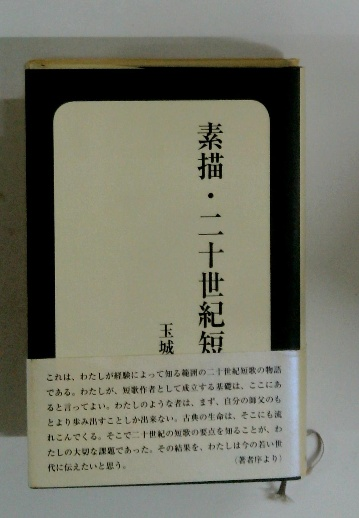 素描・二十世紀短
玉城
これは、わたしが経験によって知る範囲の二十世紀短歌の物語
である。わたしが、短歌作者として成立する基礎は、ここにあ
ると言ってよい。わたしのような者は、まず、自分の師父のも
とより歩み出すことしか出来ない。古典の生命は、そこにも流
れこんでくる。そこで二十世紀の短歌の要点を知ることが、わ
たしの大切な課題であった。その結果を、わたしは今の若い世
代に伝えたいと思う。
（著者序より）